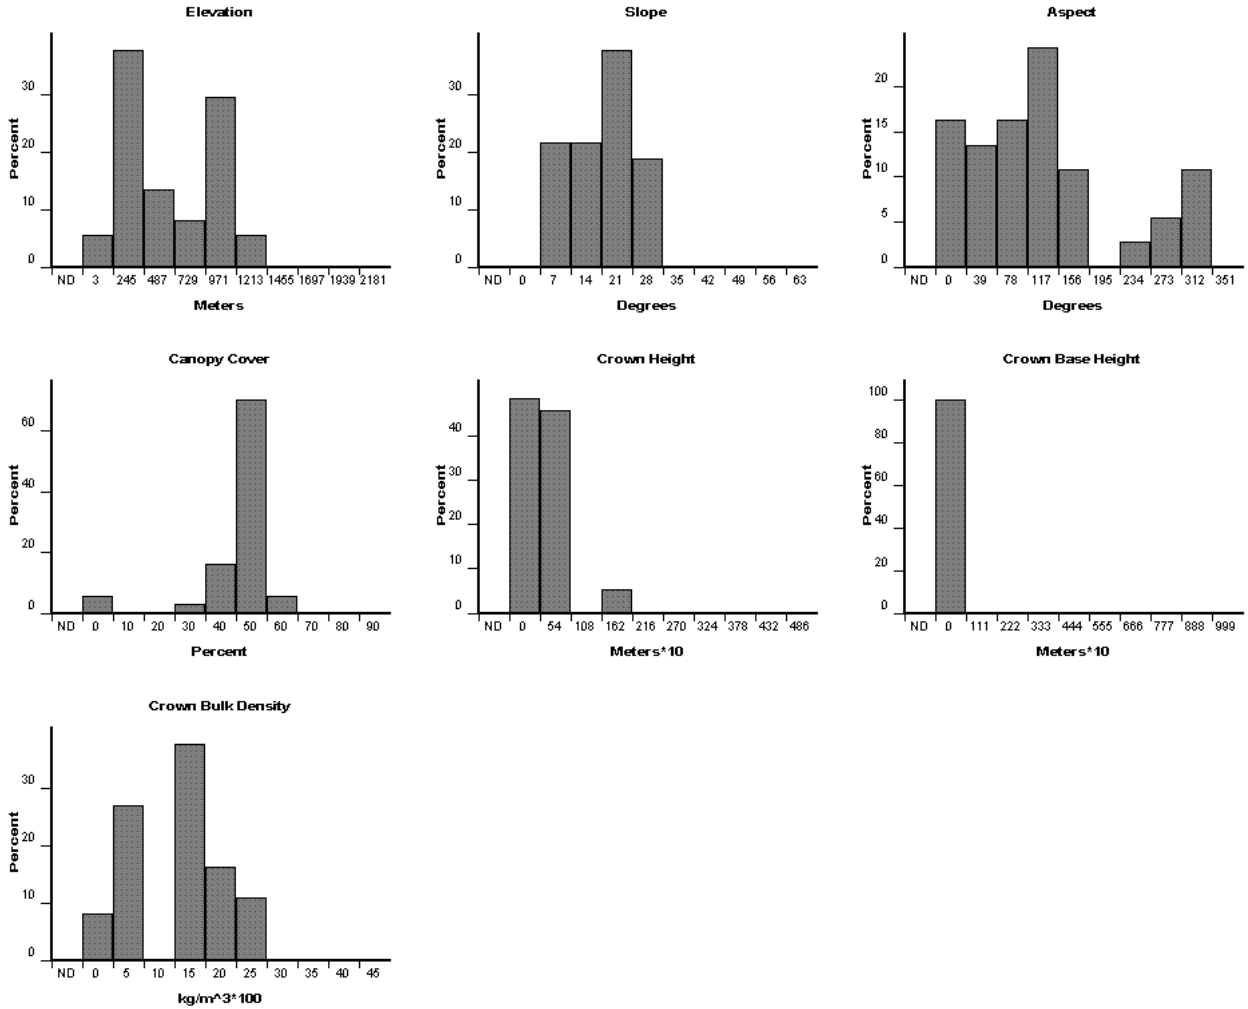 Elevation
Percent
30
20
10
0
ND 3 245 487 729 971 1213 1455 1697 1939 2181
Meters
Slope
Percent
30
20
10
0
ND 0 7 14 21 28 35 42 49 56 63
Degrees
Aspect
Percent
20
15
10
5
0
ND 0 39 78 117 156 195 234 273 312 351
Degrees
Canopy Cover
Percent
60
40
20
0
ND 0 10 20 30 40 50 60 70 80 90
Percent
Crown Height
Percent
40
30
20
10
0
ND 0 54 108 162 216 270 324 378 432 486
Meters*10
Crown Base Height
Percent
100
80
60
40
20
0
ND 0 111 222 333 444 555 666 777 888 999
Meters*10
Crown Bulk Density
Percent
30
20
10
0
ND 0 5 10 15 20 25 30 35 40 45
kg/m^3*100